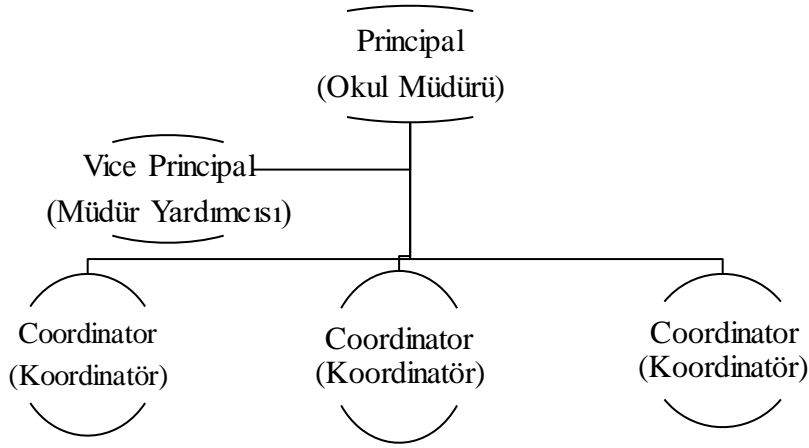 Principal
(Okul Müdürü)
Vice Principal
(Müdür Yardımcısı)
Coordinator
(Koordinatör)
Coordinator
(Koordinatör)
Coordinator
(Koordinatör)